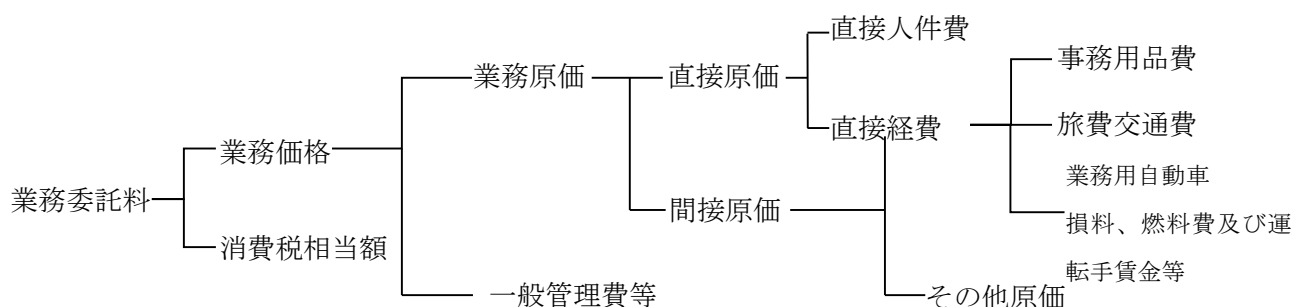 直接人件費
事務用品費
業務原価
直接原価
直接経費
旅費交通費
業務価格
業務用自動車
業務委託料
間接原価
損料、燃料費及び運
消費税相当額
転手賃金等
一般管理費等
その他原価